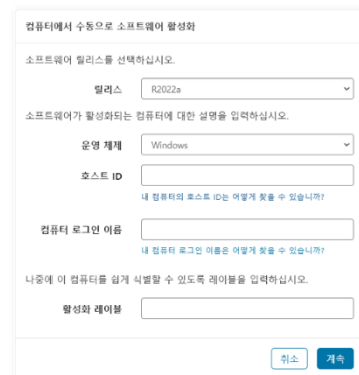 컴퓨터에서 수동으로 소프트웨어 활성화
소프트웨어 릴리스를 선택하십시오.
릴리스 R2022a
소프트웨어가 활성화되는 컴퓨터에 대한 설명을 입력하십시오.
운영 체제 Windows
호스트 ID
내 컴퓨터의 호스트 ID는 어떻게 찾을 수 있습니까?
컴퓨터 로그인 이름
내 컴퓨터 로그인 이름은 어떻게 찾을 수 있습니까?
나중에 이 컴퓨터를 쉽게 식별할 수 있도록 레이블을 입력하십시오.
활성화 레이블
취소 계속